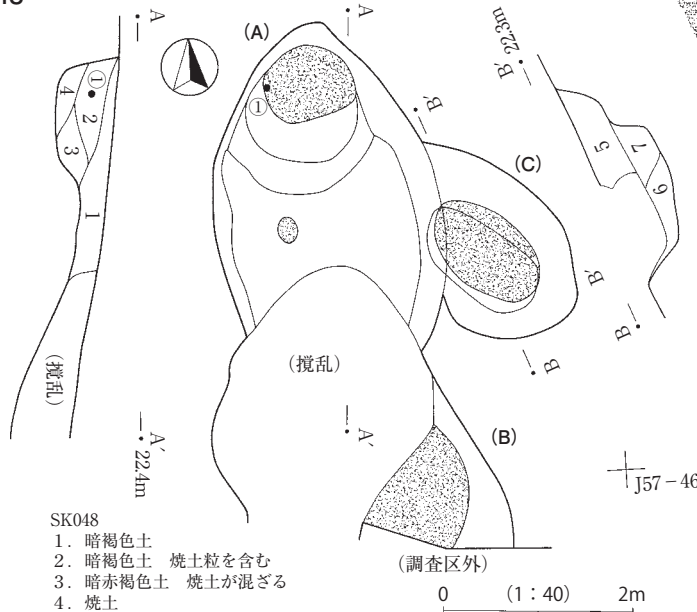 A
(A)
A
B′ 22.3m
①
4
2
3
1
①
B′
(C)
5
7
6
B′
B
B
(撹乱)
(撹乱)
A′
22.4m
A′
(B)
J57－46
SK048
1．暗褐色土
2．暗褐色土　焼土粒を含む
3．暗赤褐色土　焼土が混ざる
4．焼土
(調査区外)
0　(1：40)　2m